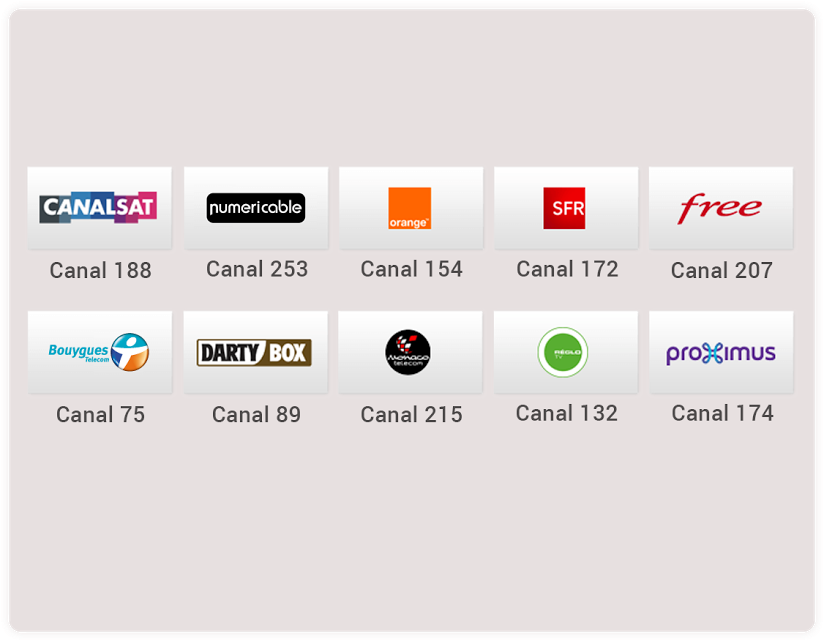 CANALSAT numericable orange™ SFR free
Canal 188 Canal 253 Canal 154 Canal 172 Canal 207
Bouygues DARTY BOX Monaco RÉGLO proximus
Telecom telecom TV
Canal 75 Canal 89 Canal 215 Canal 132 Canal 174